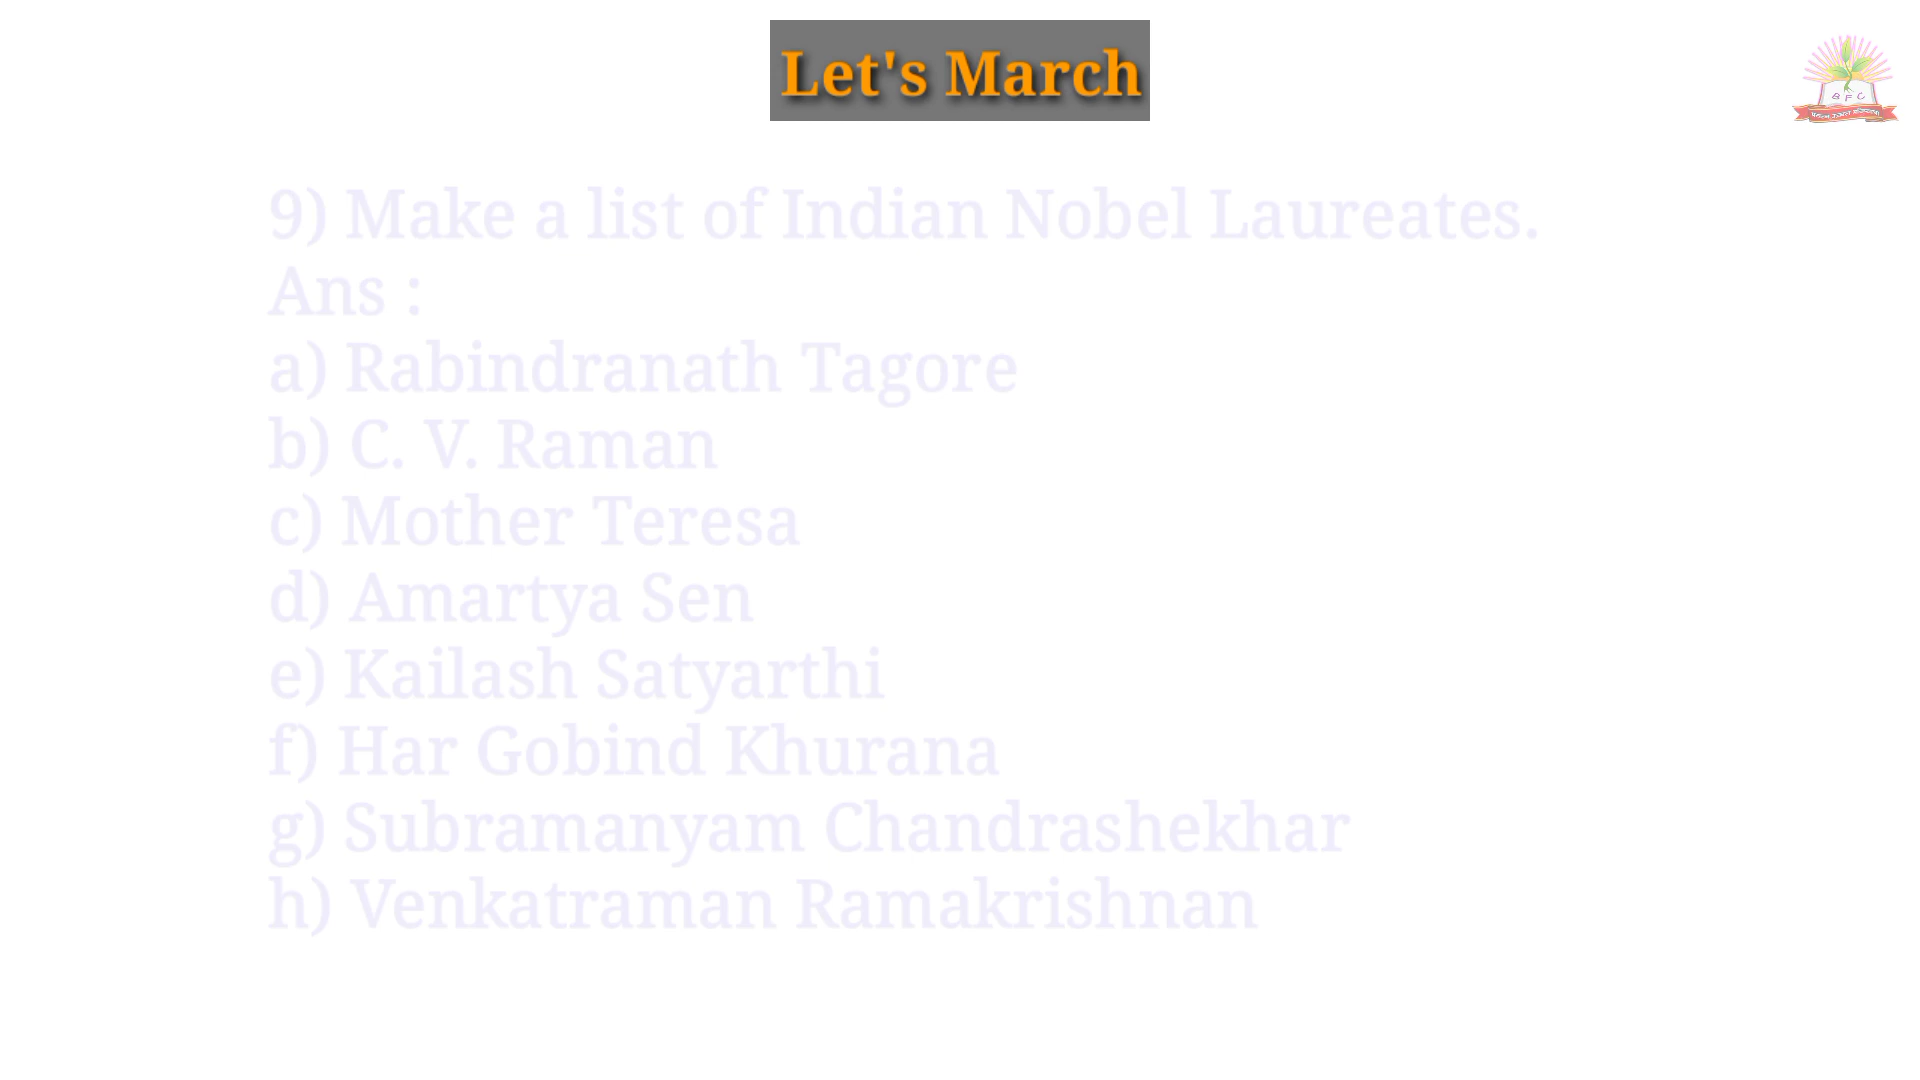 Let's March
9) Make a list of Indian Nobel Laureates.
Ans :
a) Rabindranath Tagore
b) C. V. Raman
c) Mother Teresa
d) Amartya Sen
e) Kailash Satyarthi
f) Har Gobind Khurana
g) Subramanyam Chandrashekhar
h) Venkatraman Ramakrishnan
B F C